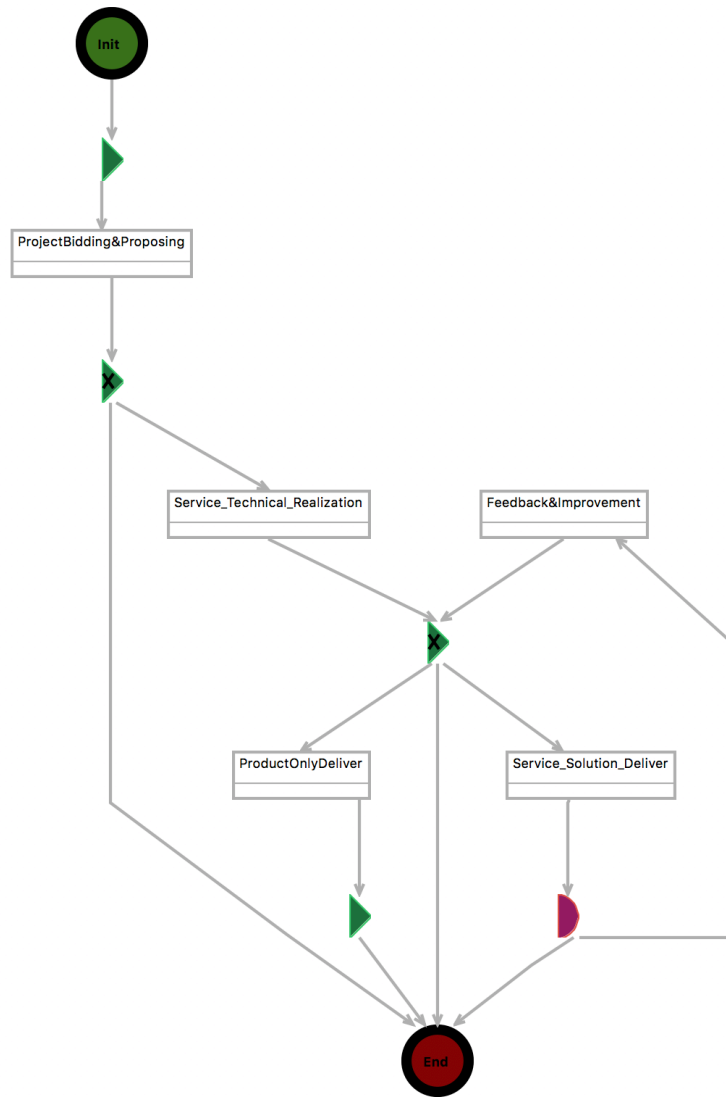 Init
ProjectBidding&Proposing
X
Service_Technical_Realization
Feedback&Improvement
X
ProductOnlyDeliver
Service_Solution_Deliver
End